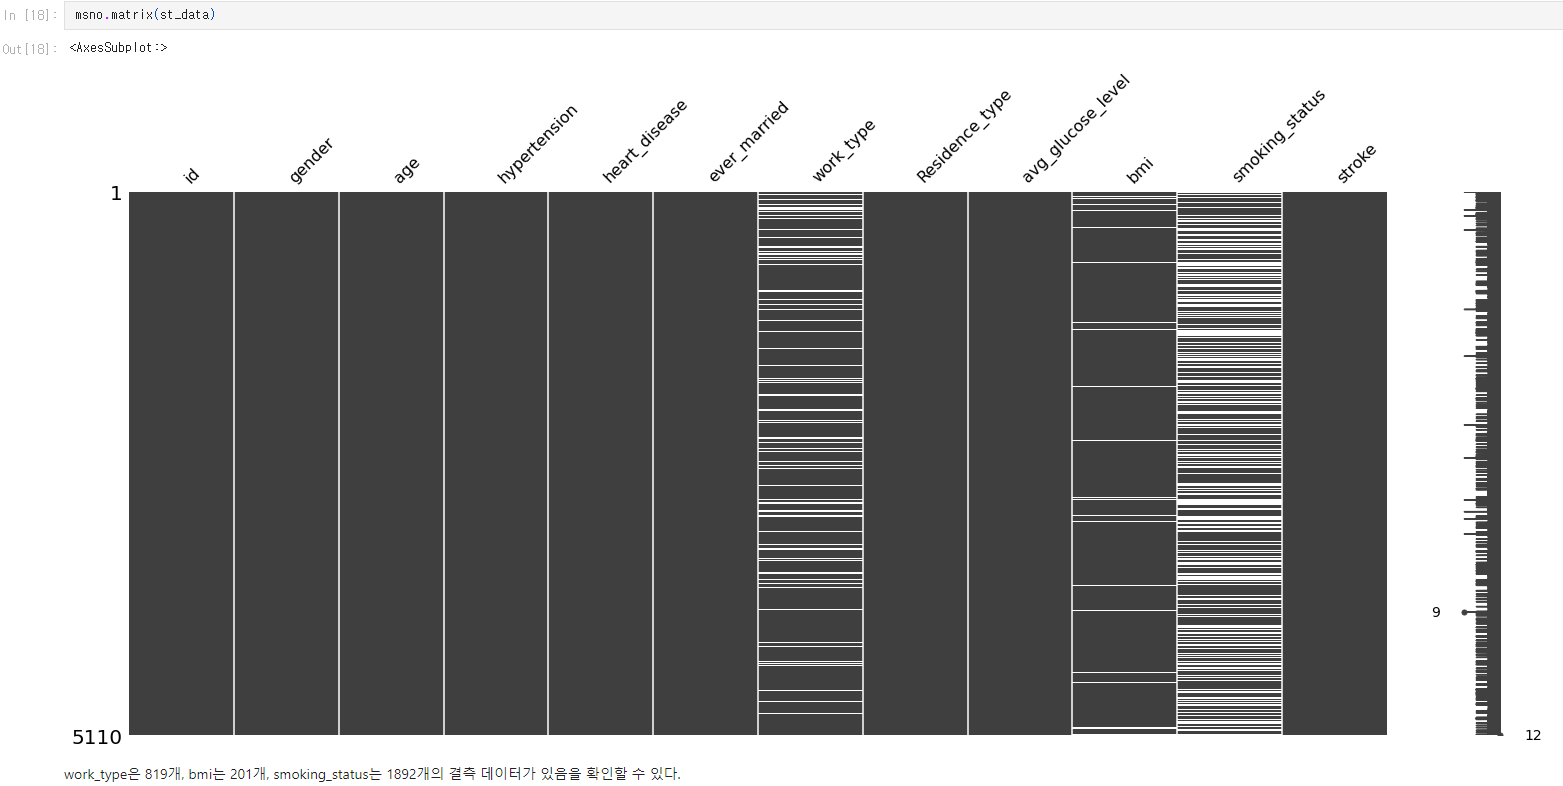 In [18]: msno.matrix(st_data)
Out[18]: <AxesSubplot:>
id gender age hypertension heart_disease ever_married work_type Residence_type avg_glucose_level bmi smoking_status stroke
1
9
5110
12
work_type은 819개, bmi는 201개, smoking_status는 1892개의 결측 데이터가 있음을 확인할 수 있다.